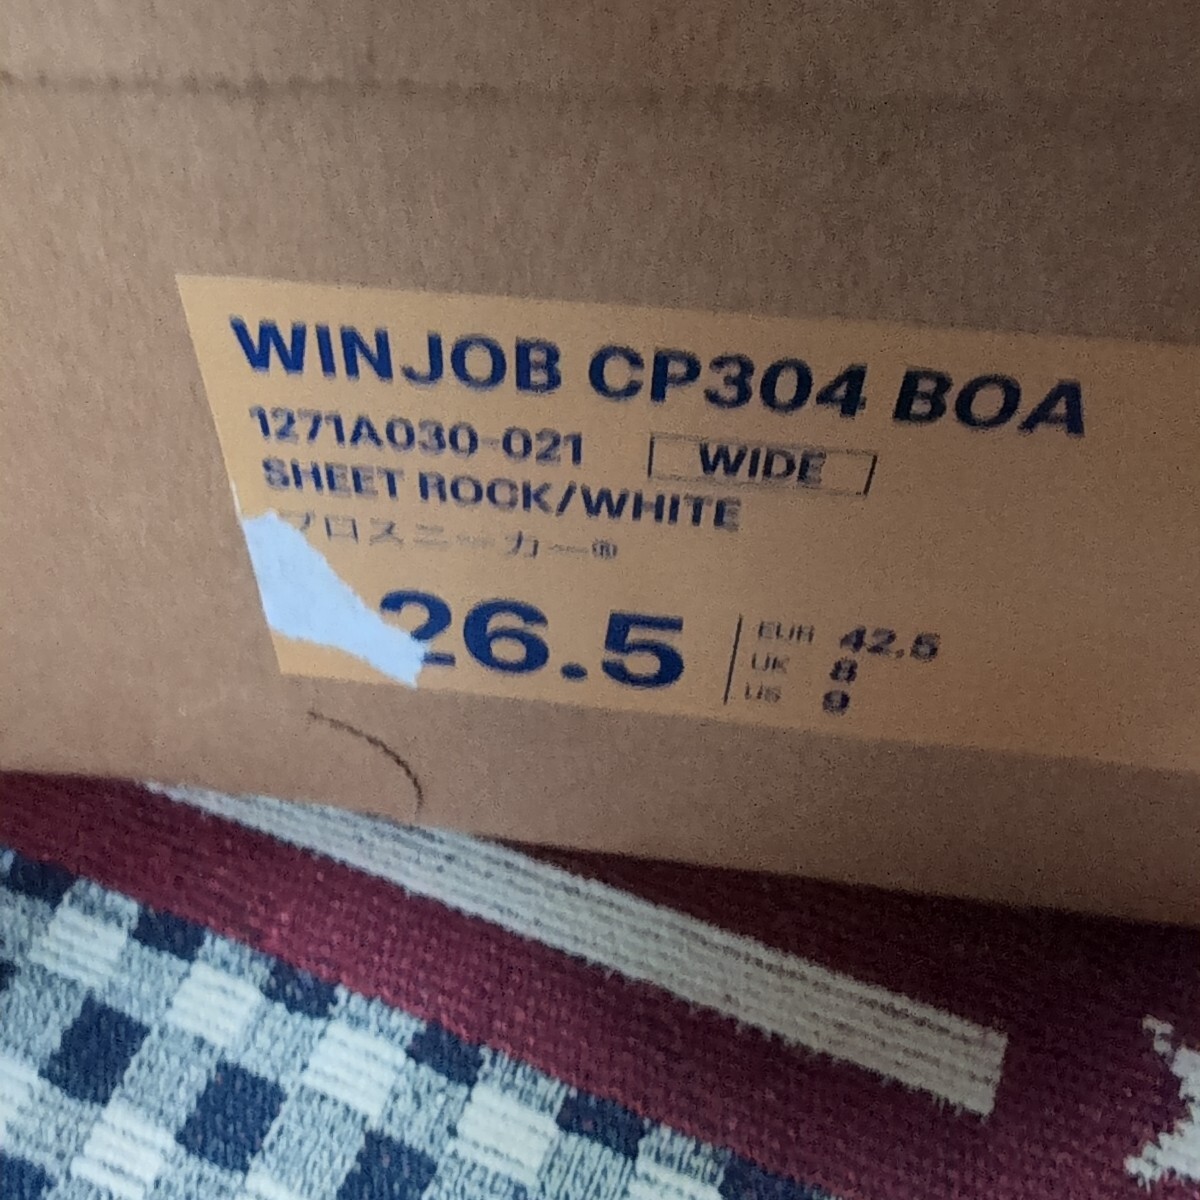 WINJOB CP304 BOA
1271A030-021 WIDE
SHEET ROCK/WHITE
プロスニーカー®
26.5
EUR 42.5
UK 8
US 9